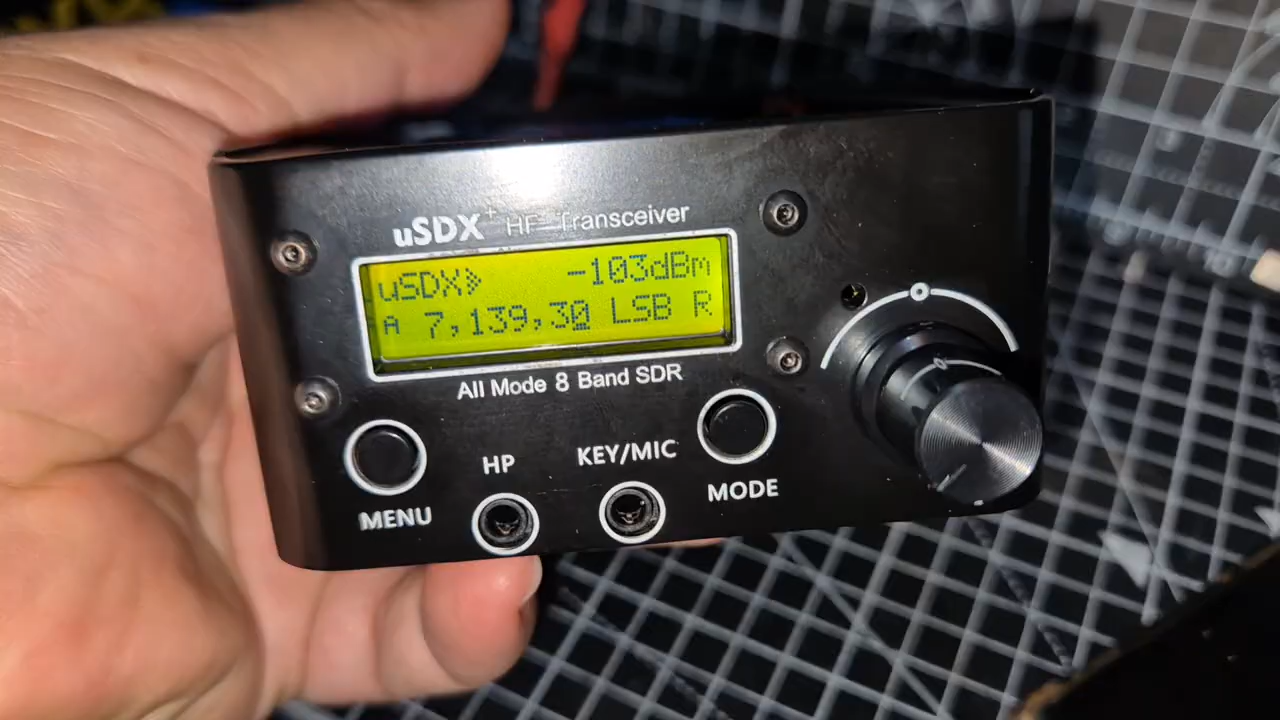 uSDX+ HF Transceiver
uSDX -103dBm
A 7,139,30 LSB R
All Mode 8 Band SDR
HP
KEY/MIC
MENU
MODE